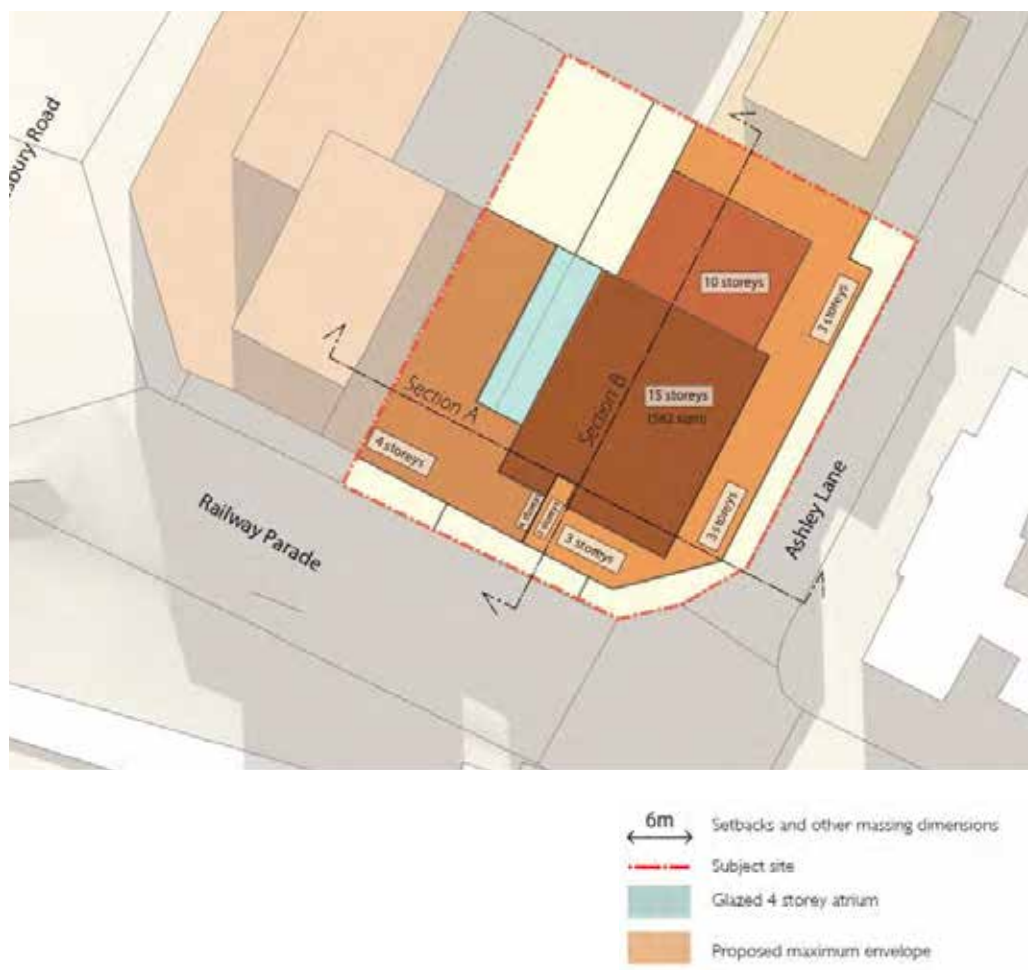 sbury Road
10 storeys
3 storeys
15 storeys
Section A
Section B
4 storeys
3 storeys
3 storeys
Ashley Lane
Railway Parade
6m
Setbacks and other massing dimensions
Subject site
Glazed 4 storey atrium
Proposed maximum envelope